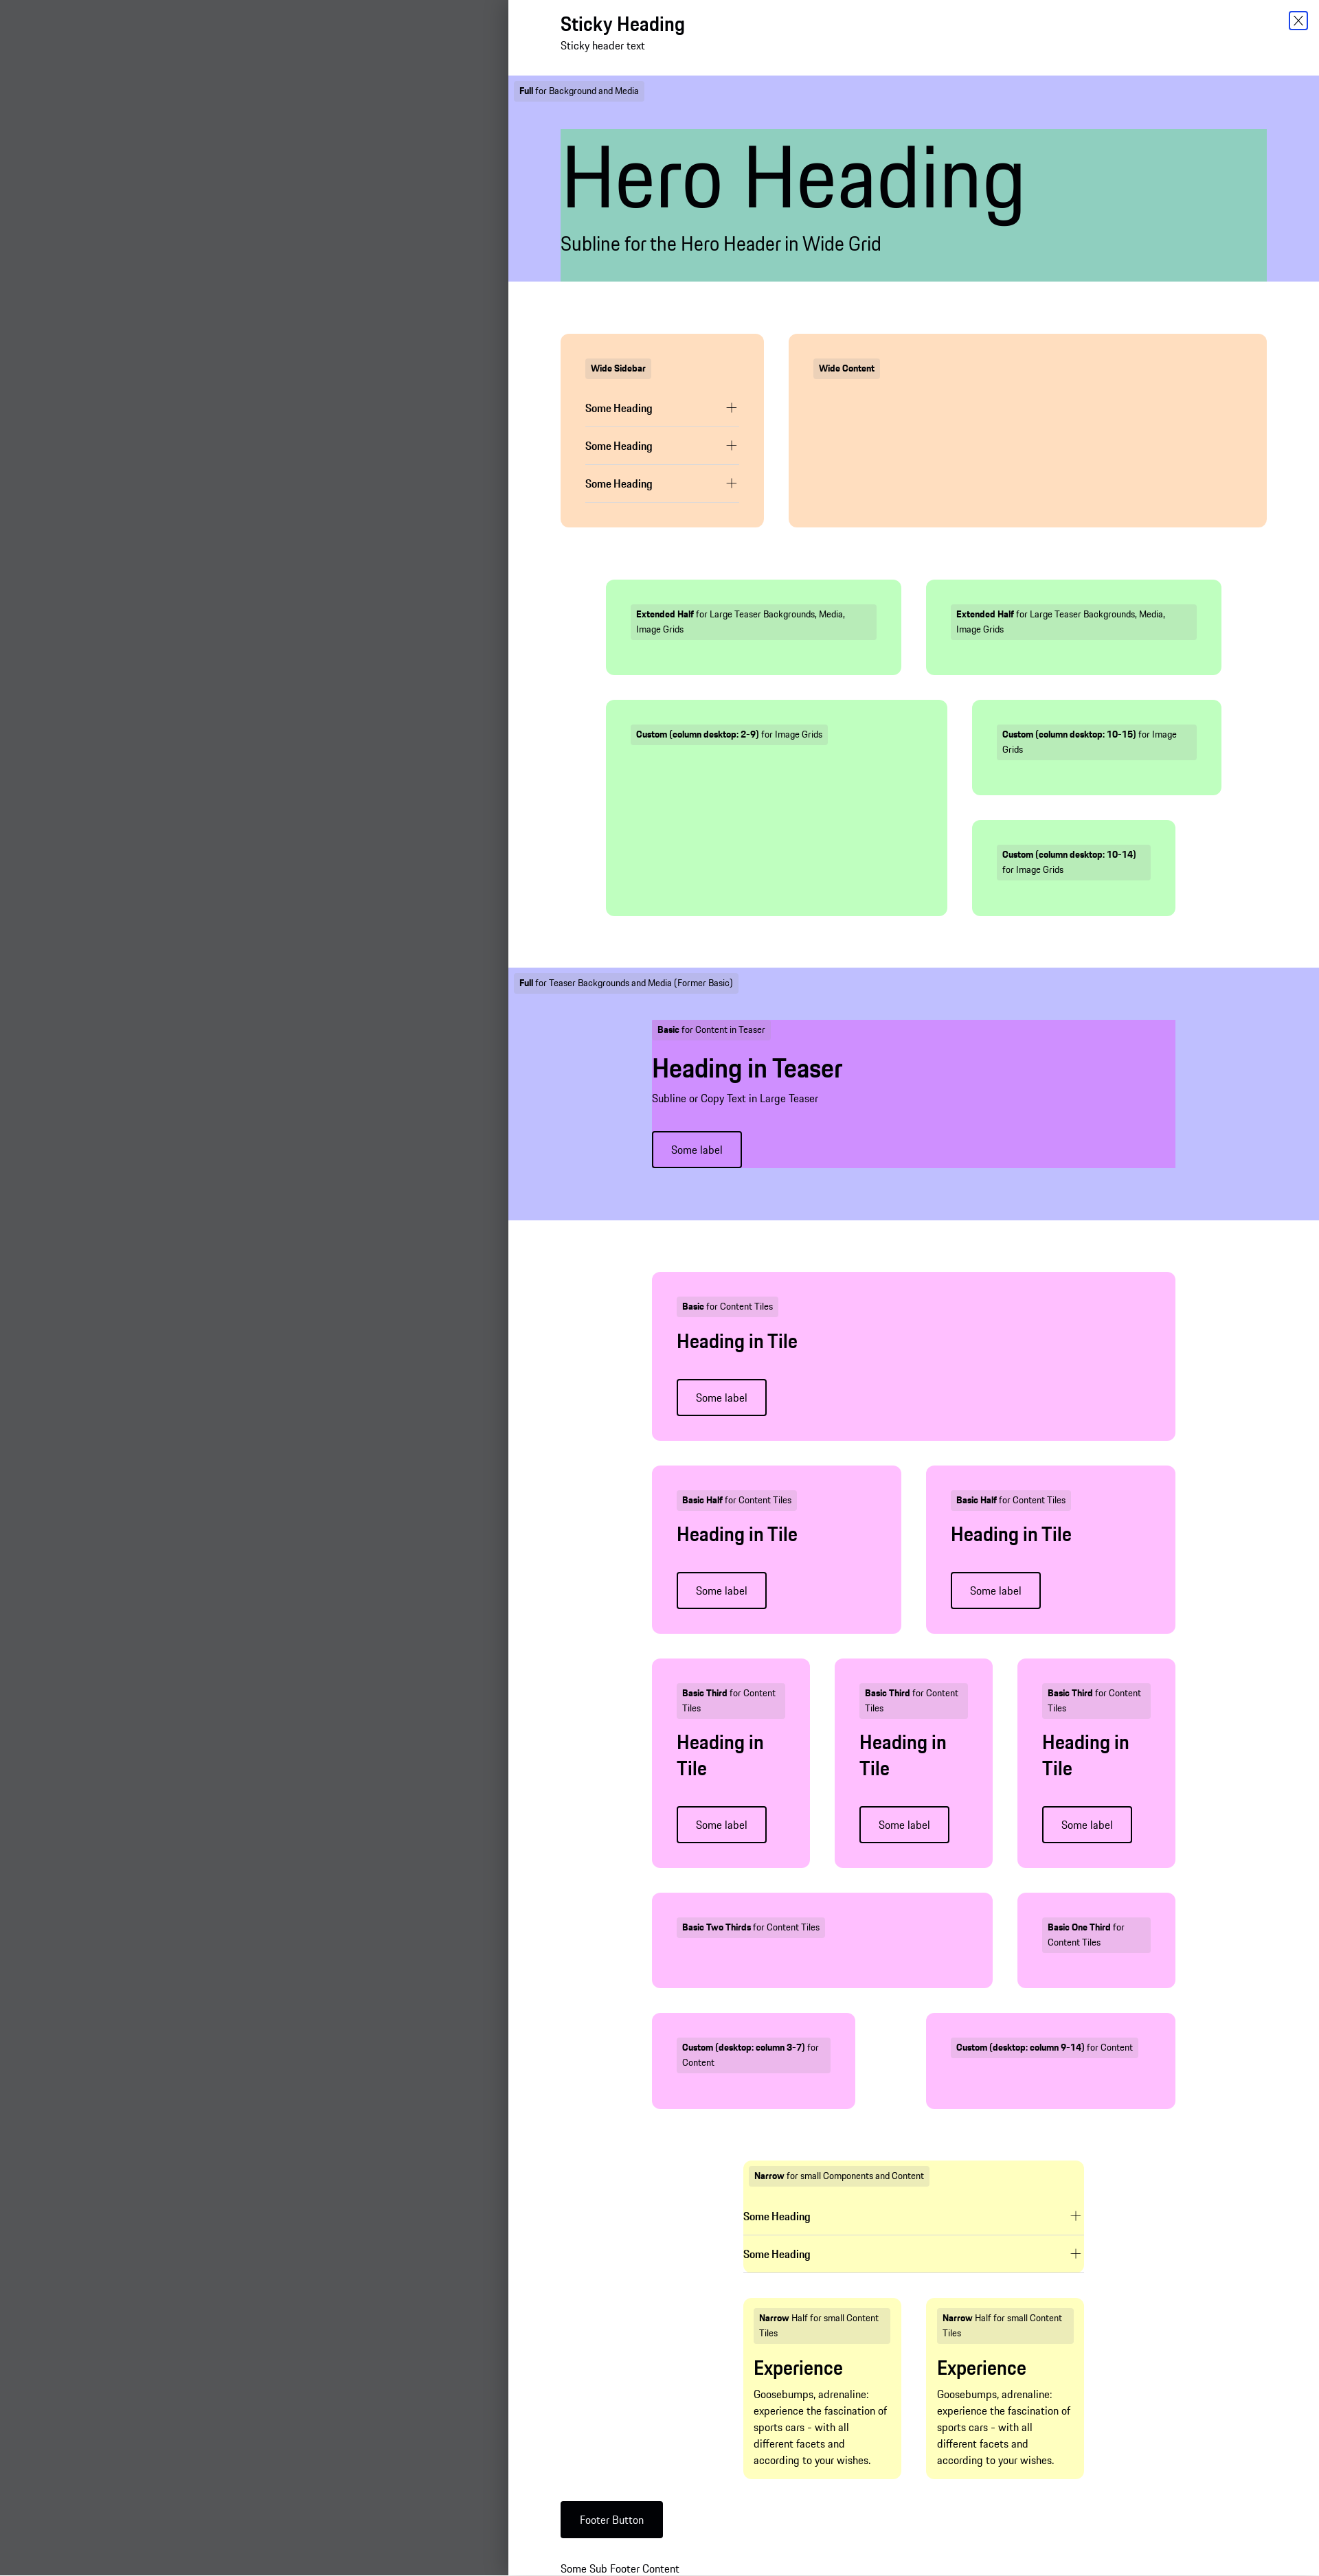 Sticky Heading
Sticky header text
Full for Background and Media
Hero Heading
Subline for the Hero Header in Wide Grid
Wide Sidebar
Some Heading
Some Heading
Some Heading
Wide Content
Extended Half for Large Teaser Backgrounds, Media,
Image Grids
Extended Half for Large Teaser Backgrounds, Media,
Image Grids
Custom (column desktop: 2-9) for Image Grids
Custom (column desktop: 10-15) for Image
Grids
Custom (column desktop: 10-14)
for Image Grids
Full for Teaser Backgrounds and Media (Former Basic)
Basic for Content in Teaser
Heading in Teaser
Subline or Copy Text in Large Teaser
Some label
Basic for Content Tiles
Heading in Tile
Some label
Basic Half for Content Tiles
Heading in Tile
Some label
Basic Half for Content Tiles
Heading in Tile
Some label
Basic Third for Content
Tiles
Heading in
Tile
Some label
Basic Third for Content
Tiles
Heading in
Tile
Some label
Basic Third for Content
Tiles
Heading in
Tile
Some label
Basic Two Thirds for Content Tiles
Basic One Third for
Content Tiles
Custom (desktop: column 3-7) for
Content
Custom (desktop: column 9-14) for Content
Narrow for small Components and Content
Some Heading
Some Heading
Narrow Half for small Content
Tiles
Experience
Goosebumps, adrenaline:
experience the fascination of
sports cars - with all
different facets and
according to your wishes.
Narrow Half for small Content
Tiles
Experience
Goosebumps, adrenaline:
experience the fascination of
sports cars - with all
different facets and
according to your wishes.
Footer Button
Some Sub Footer Content